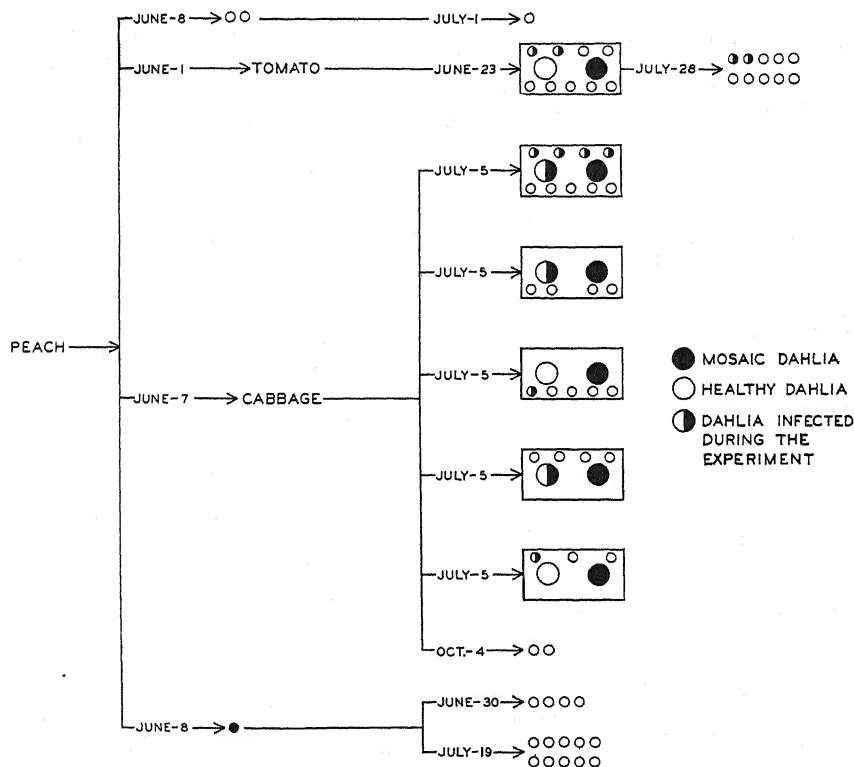 JUNE-8
JULY-1
JUNE-1
TOMATO
JUNE-23
JULY-28
JULY-5
JULY-5
PEACH
JULY-5
MOSAIC DAHLIA
HEALTHY DAHLIA
DAHLIA INFECTED
DURING THE
EXPERIMENT
JUNE-7
CABBAGE
JULY-5
JULY-5
OCT.-4
JUNE-8
JUNE-30
JULY-19